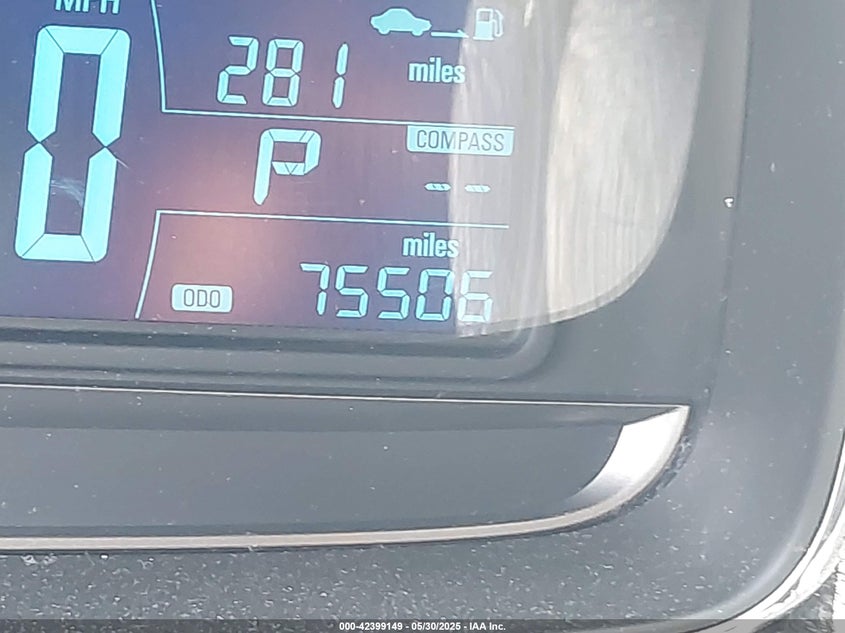 MPH
281 miles
0
P
COMPASS
-- --
miles
ODO 75506
000-42399149 - 05/30/2025 - IAA Inc.